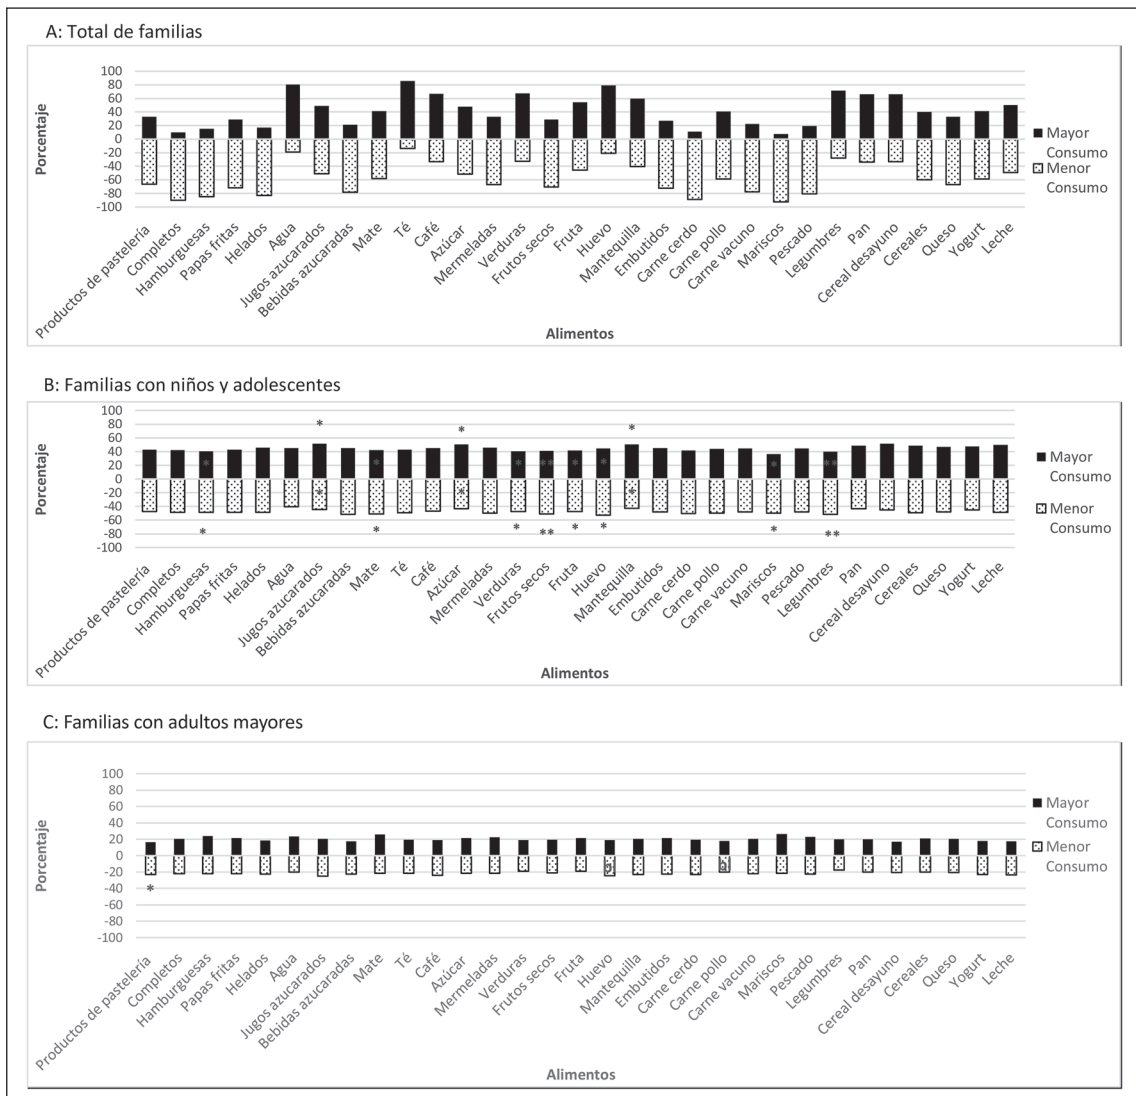 A: Total de familias
Porcentaje
100
80
60
40
20
0
-20
-40
-60
-80
-100
Mayor
Consumo
Menor
Consumo
Productos de pastelería
Completos
Hamburguesas
Papas fritas
Helados
Agua
Jugos azucarados
Bebidas azucaradas
Mate
Té
Café
Azúcar
Mermeladas
Verduras
Frutos secos
Fruta
Huevo
Mantequilla
Embutidos
Carne cerdo
Carne pollo
Carne vacuno
Mariscos
Pescado
Legumbres
Pan
Cereal desayuno
Cereales
Queso
Yogurt
Leche
Alimentos
B: Familias con niños y adolescentes
Porcentaje
100
80
60
40
20
0
-20
-40
-60
-80
-100
* * *
* * * ** * * * **
* * *
* * * ** * * * **
Mayor
Consumo
Menor
Consumo
Productos de pastelería
Completos
Hamburguesas
Papas fritas
Helados
Agua
Jugos azucarados
Bebidas azucaradas
Mate
Té
Café
Azúcar
Mermeladas
Verduras
Frutos secos
Fruta
Huevo
Mantequilla
Embutidos
Carne cerdo
Carne pollo
Carne vacuno
Mariscos
Pescado
Legumbres
Pan
Cereal desayuno
Cereales
Queso
Yogurt
Leche
Alimentos
C: Familias con adultos mayores
Porcentaje
100
80
60
40
20
0
-20
-40
-60
-80
-100
*
Mayor
Consumo
Menor
Consumo
Productos de pastelería
Completos
Hamburguesas
Papas fritas
Helados
Agua
Jugos azucarados
Bebidas azucaradas
Mate
Té
Café
Azúcar
Mermeladas
Verduras
Frutos secos
Fruta
Huevo
Mantequilla
Embutidos
Carne cerdo
Carne pollo
Carne vacuno
Mariscos
Pescado
Legumbres
Pan
Cereal desayuno
Cereales
Queso
Yogurt
Leche
Alimentos